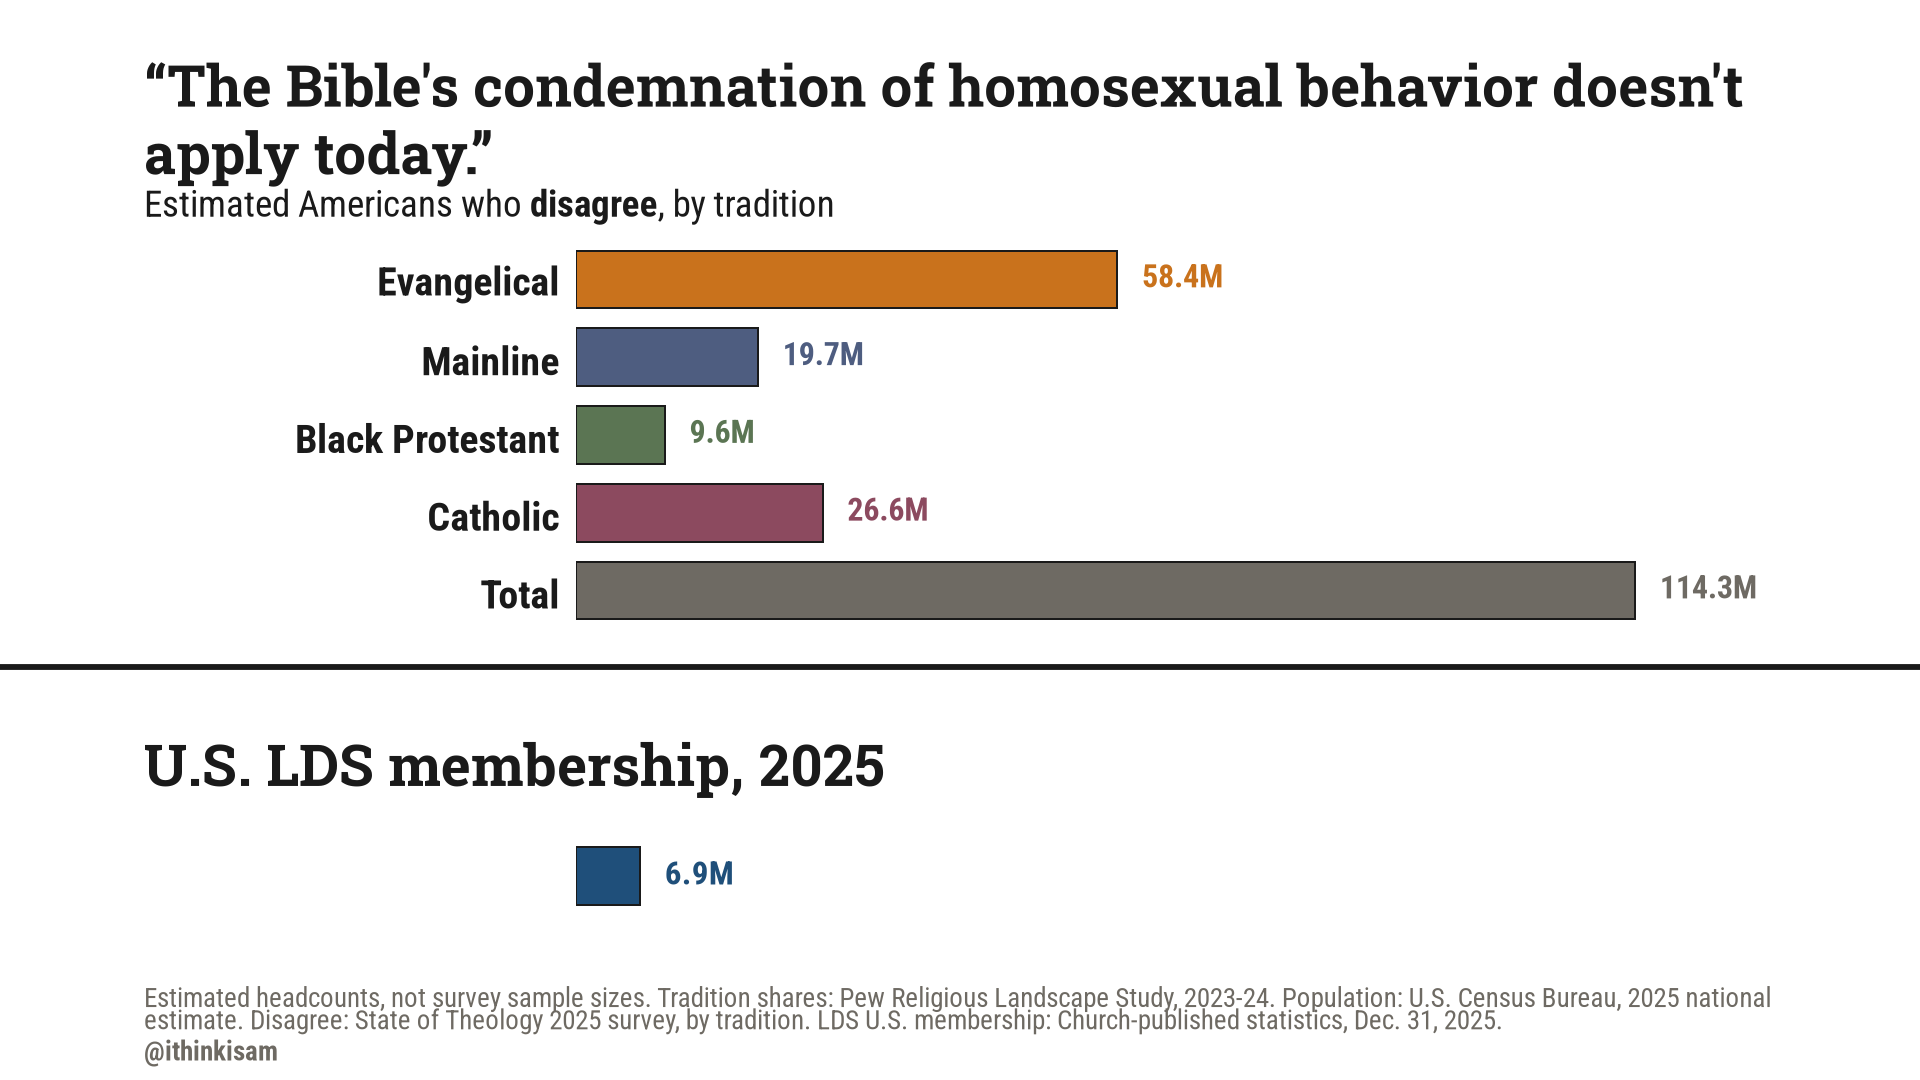 “The Bible's condemnation of homosexual behavior doesn't
apply today.”
Estimated Americans who disagree, by tradition
Evangelical 58.4M
Mainline 19.7M
Black Protestant 9.6M
Catholic 26.6M
Total 114.3M
U.S. LDS membership, 2025
6.9M
Estimated headcounts, not survey sample sizes. Tradition shares: Pew Religious Landscape Study, 2023-24. Population: U.S. Census Bureau, 2025 national
estimate. Disagree: State of Theology 2025 survey, by tradition. LDS U.S. membership: Church-published statistics, Dec. 31, 2025.
@ithinkisam